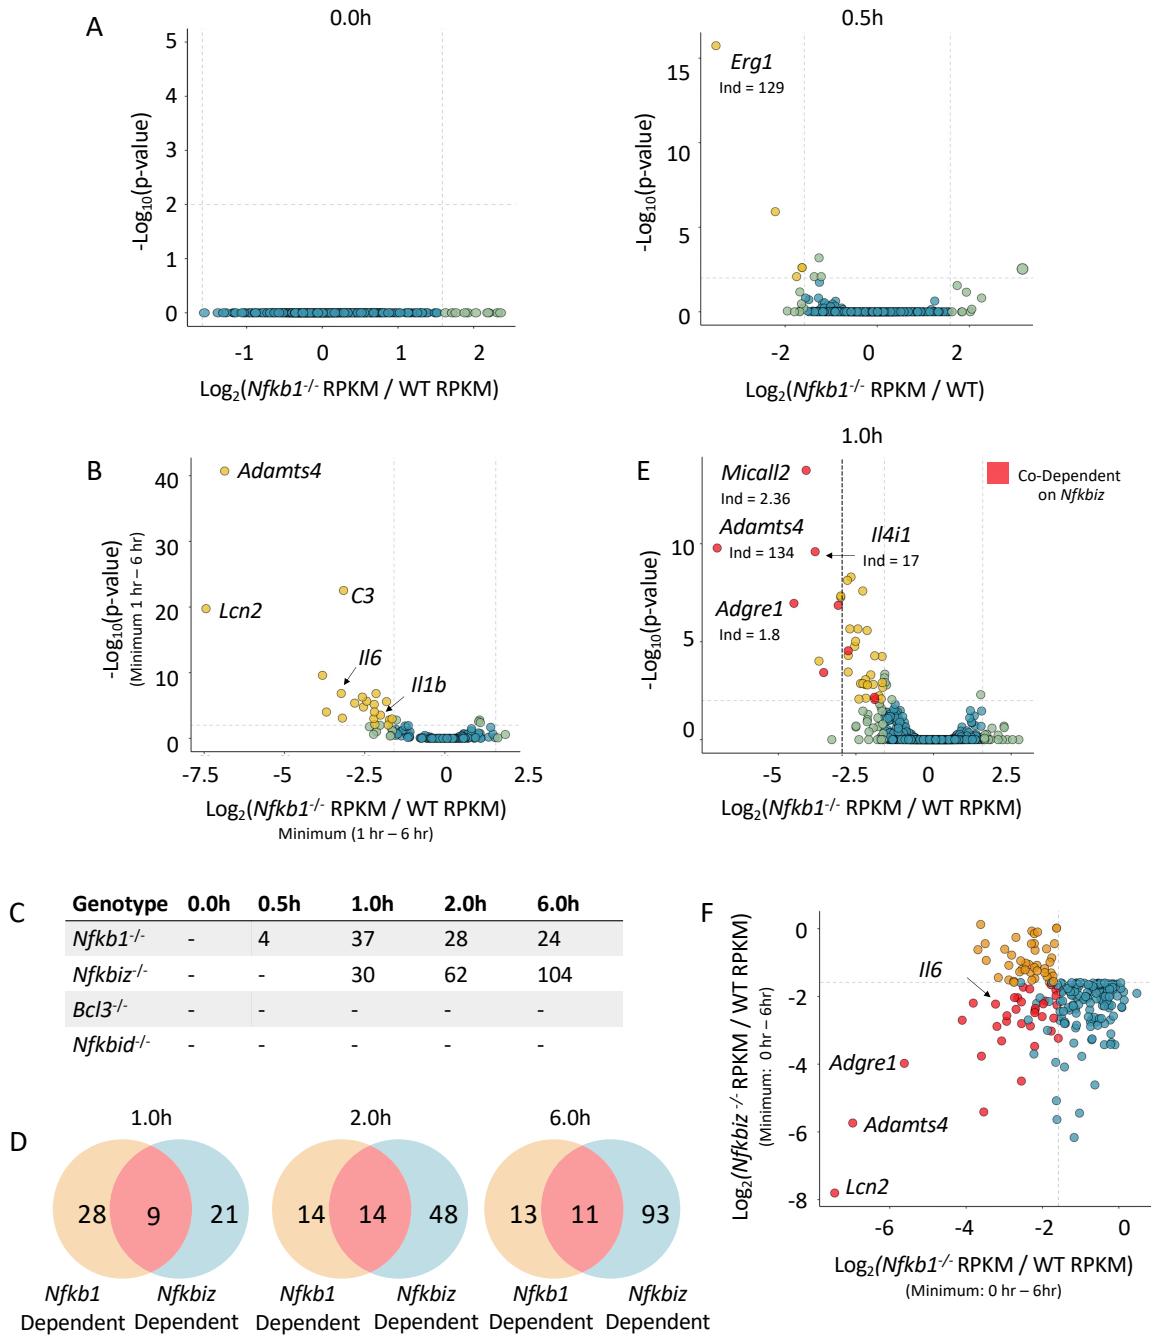 A
0.0h
5
4
3
2
1
0
-Log10(p-value)
-1
0
1
2
Log2(Nfkb1-/- RPKM / WT RPKM)
0.5h
Erg1
Ind = 129
15
10
5
0
-Log10(p-value)
-2
0
2
Log2(Nfkb1-/- RPKM / WT)
B
Adamts4
C3
Lcn2
Il6
Il1b
40
30
20
10
0
-Log10(p-value)
(Minimum 1 hr – 6 hr)
-7.5
-5
-2.5
0
2.5
Log2(Nfkb1-/- RPKM / WT RPKM)
Minimum (1 hr – 6 hr)
E
1.0h
Micall2
Ind = 2.36
Adamts4
Ind = 134
Il4i1
Ind = 17
Adgre1
Ind = 1.8
Co-Dependent
on Nfkbiz
10
5
0
-Log10(p-value)
-5
-2.5
0
2.5
Log2(Nfkb1-/- RPKM / WT RPKM)
C
Genotype 0.0h 0.5h 1.0h 2.0h 6.0h
Nfkb1-/- - 4 37 28 24
Nfkbiz-/- - - 30 62 104
Bcl3-/- - - - - -
Nfkbid-/- - - - - -
D
1.0h
28 9 21
Nfkb1 Nfkbiz
Dependent Dependent
2.0h
14 14 48
Nfkb1 Nfkbiz
Dependent Dependent
6.0h
13 11 93
Nfkb1 Nfkbiz
Dependent Dependent
F
Il6
Adgre1
Adamts4
Lcn2
0
-2
-4
-6
-8
Log2(Nfkbiz -/- RPKM / WT RPKM)
(Minimum: 0 hr – 6hr)
-6
-4
-2
0
Log2(Nfkb1-/- RPKM / WT RPKM)
(Minimum: 0 hr – 6hr)